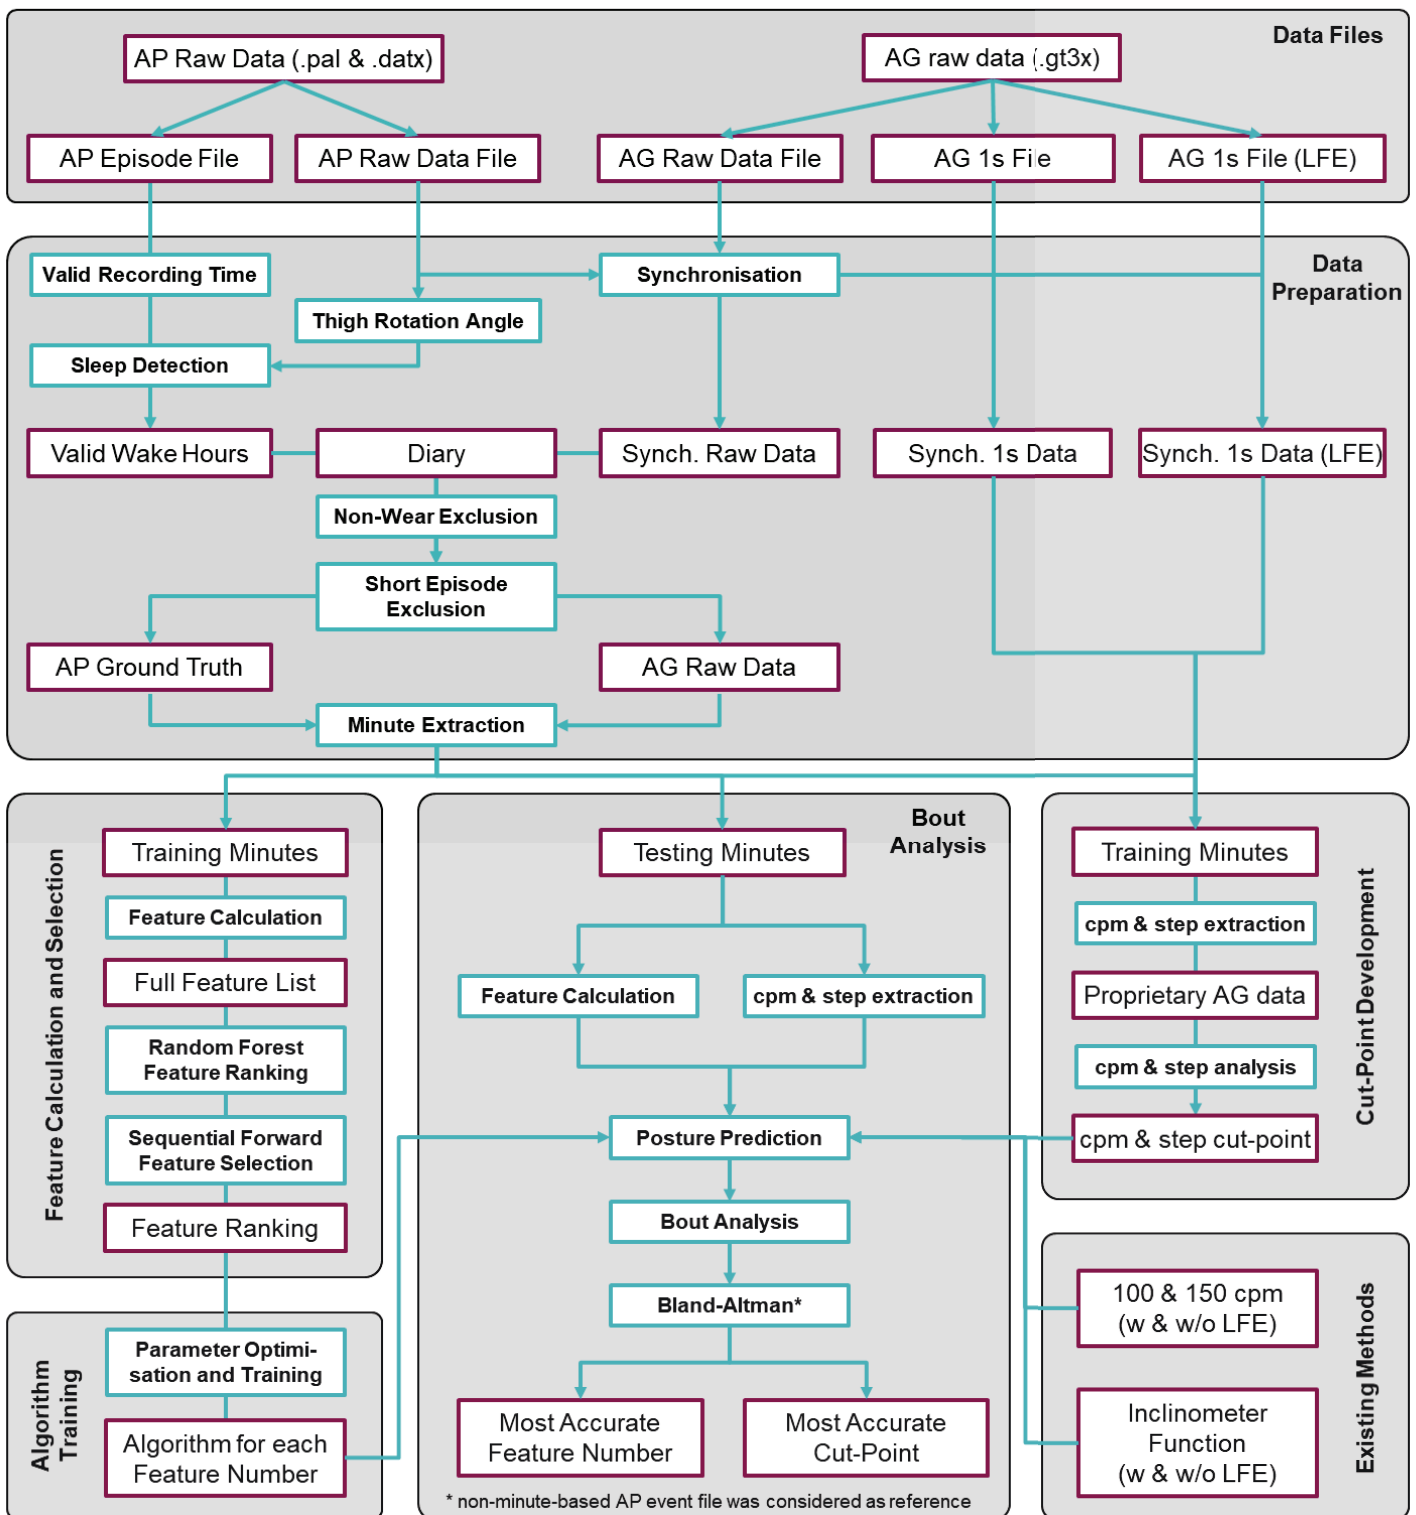 Data Files
AP Raw Data (.pal & .datx)
AG raw data (.gt3x)
AP Episode File
AP Raw Data File
AG Raw Data File
AG 1s File
AG 1s File (LFE)
Data
Preparation
Valid Recording Time
Synchronisation
Thigh Rotation Angle
Sleep Detection
Valid Wake Hours
Diary
Synch. Raw Data
Synch. 1s Data
Synch. 1s Data (LFE)
Non-Wear Exclusion
Short Episode
Exclusion
AP Ground Truth
AG Raw Data
Minute Extraction
Feature Calculation and Selection
Training Minutes
Feature Calculation
Full Feature List
Random Forest
Feature Ranking
Sequential Forward
Feature Selection
Feature Ranking
Algorithm
Training
Parameter Optimi-
sation and Training
Algorithm for each
Feature Number
Bout
Analysis
Testing Minutes
Feature Calculation
cpm & step extraction
Posture Prediction
Bout Analysis
Bland-Altman*
Most Accurate
Feature Number
Most Accurate
Cut-Point
* non-minute-based AP event file was considered as reference
Cut-Point Development
Training Minutes
cpm & step extraction
Proprietary AG data
cpm & step analysis
cpm & step cut-point
Existing Methods
100 & 150 cpm
(w & w/o LFE)
Inclinometer
Function
(w & w/o LFE)